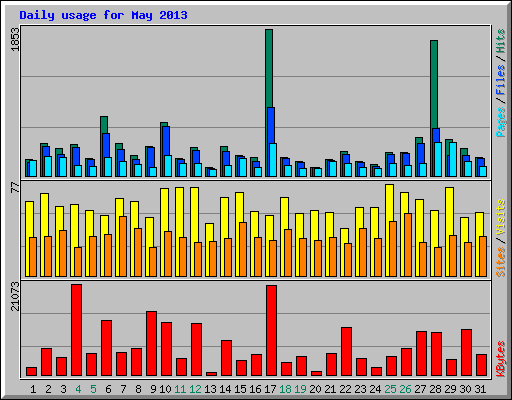 Daily usage for May 2013
1853
Pages / Files / Hits
77
Sites / Visits
21073
KBytes
1 2 3 4 5 6 7 8 9 10 11 12 13 14 15 16 17 18 19 20 21 22 23 24 25 26 27 28 29 30 31